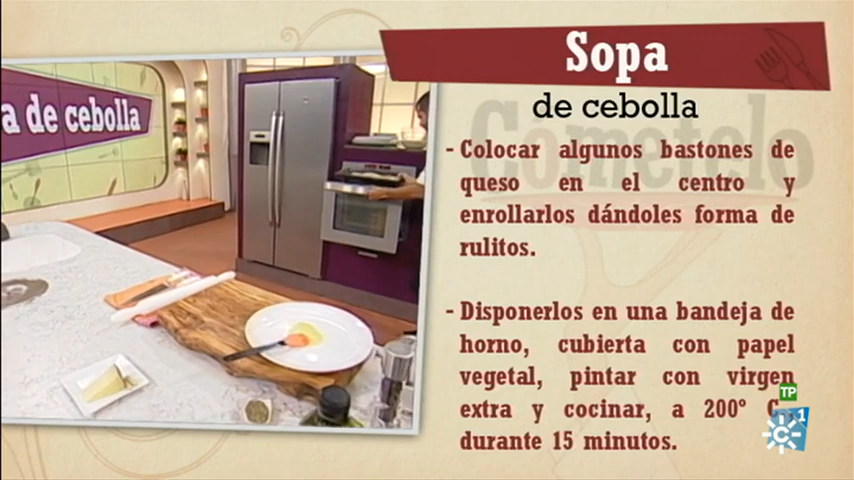 Sopa
de cebolla
a de cebolla
Cometelo
- Colocar algunos bastones de
queso en el centro y
enrollarlos dándoles forma de
rulitos.
- Disponerlos en una bandeja de
horno, cubierta con papel
vegetal, pintar con virgen
extra y cocinar, a 200º C,
durante 15 minutos.
TP
1